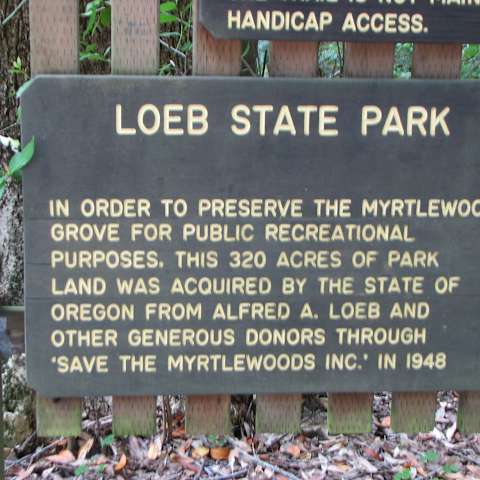 HANDICAP ACCESS.
LOEB STATE PARK
IN ORDER TO PRESERVE THE MYRTLEWOO
GROVE FOR PUBLIC RECREATIONAL
PURPOSES. THIS 320 ACRES OF PARK
LAND WAS ACQUIRED BY THE STATE OF
OREGON FROM ALFRED A. LOEB AND
OTHER GENEROUS DONORS THROUGH
"SAVE THE MYRTLEWOODS INC." IN 1948